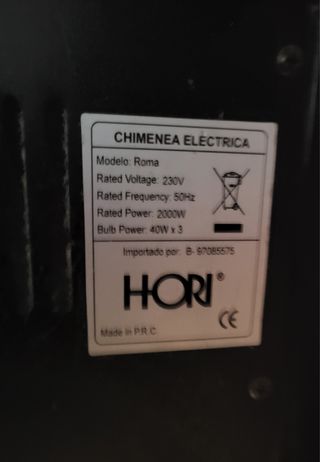 CHIMENEA ELECTRICA
Modelo: Roma
Rated Voltage: 230V
Rated Frequency: 50Hz
Rated Power: 2000W
Bulb Power: 40W x 3
Importado por: B- 97085575
HORI®
CE
Made in P.R.C.